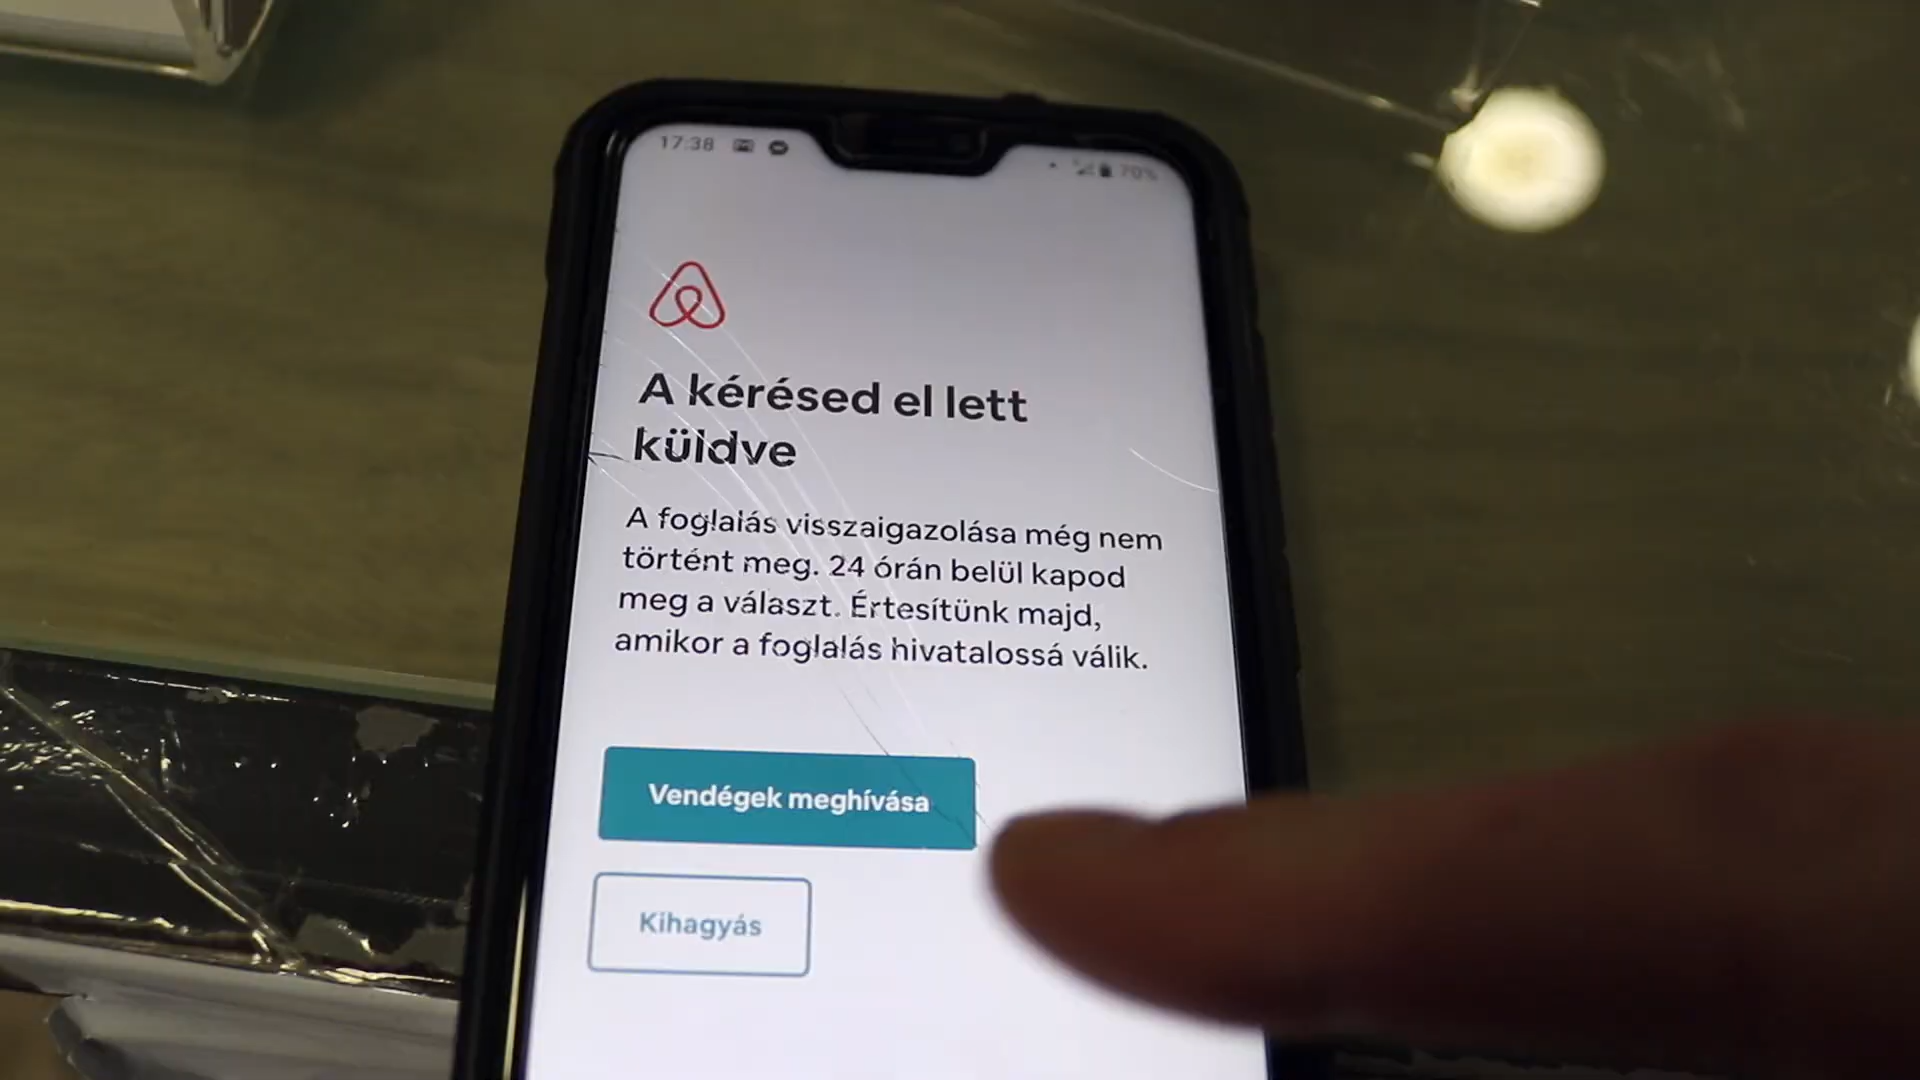 17:38
70%
A kérésed el lett
küldve
A foglalás visszaigazolása még nem
történt meg. 24 órán belül kapod
meg a választ. Értesítünk majd,
amikor a foglalás hivatalossá válik.
Vendégek meghívása
Kihagyás